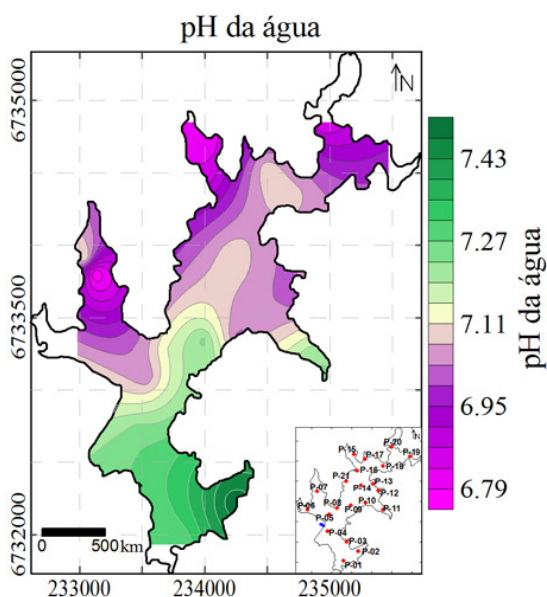 pH da água
N
6735000
6733500
6732000
7.43
7.27
7.11
6.95
6.79
pH da água
0 500 km
233000 234000 235000
N
P-20
P-15
P-17
P-19
P-16
P-18
P-21
P-13
P-14
P-07
P-12
P-10
P-06
P-08
P-09
P-11
P-05
P-04
P-03
P-02
P-01